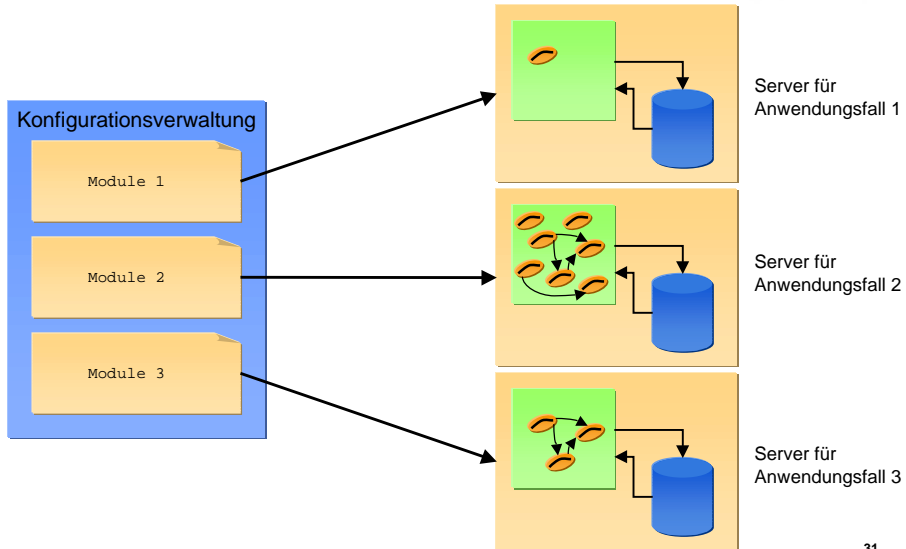 Konfigurationsverwaltung
Module 1
Module 2
Module 3
Server für
Anwendungsfall 1
Server für
Anwendungsfall 2
Server für
Anwendungsfall 3
31